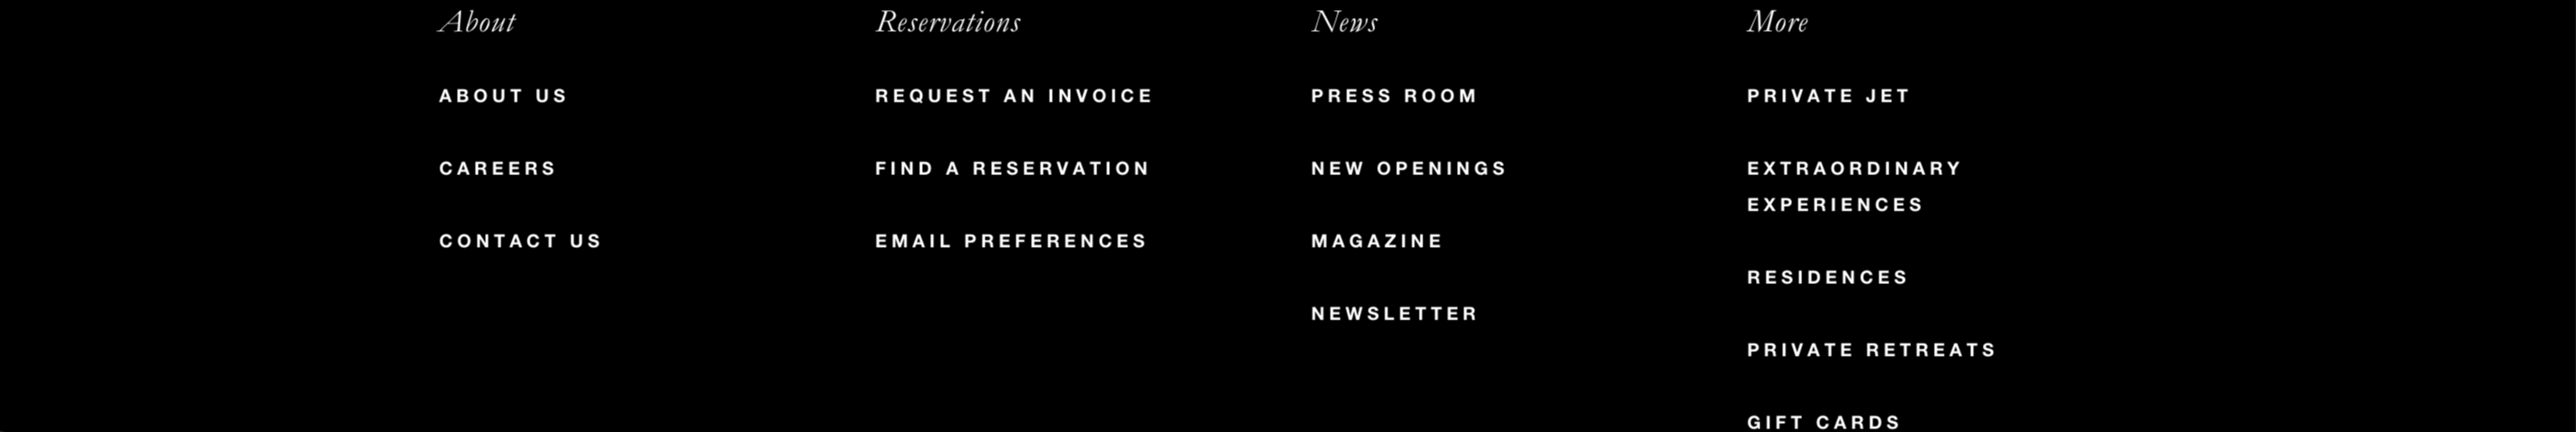 About
ABOUT US
CAREERS
CONTACT US
Reservations
REQUEST AN INVOICE
FIND A RESERVATION
EMAIL PREFERENCES
News
PRESS ROOM
NEW OPENINGS
MAGAZINE
NEWSLETTER
More
PRIVATE JET
EXTRAORDINARY
EXPERIENCES
RESIDENCES
PRIVATE RETREATS
GIFT CARDS